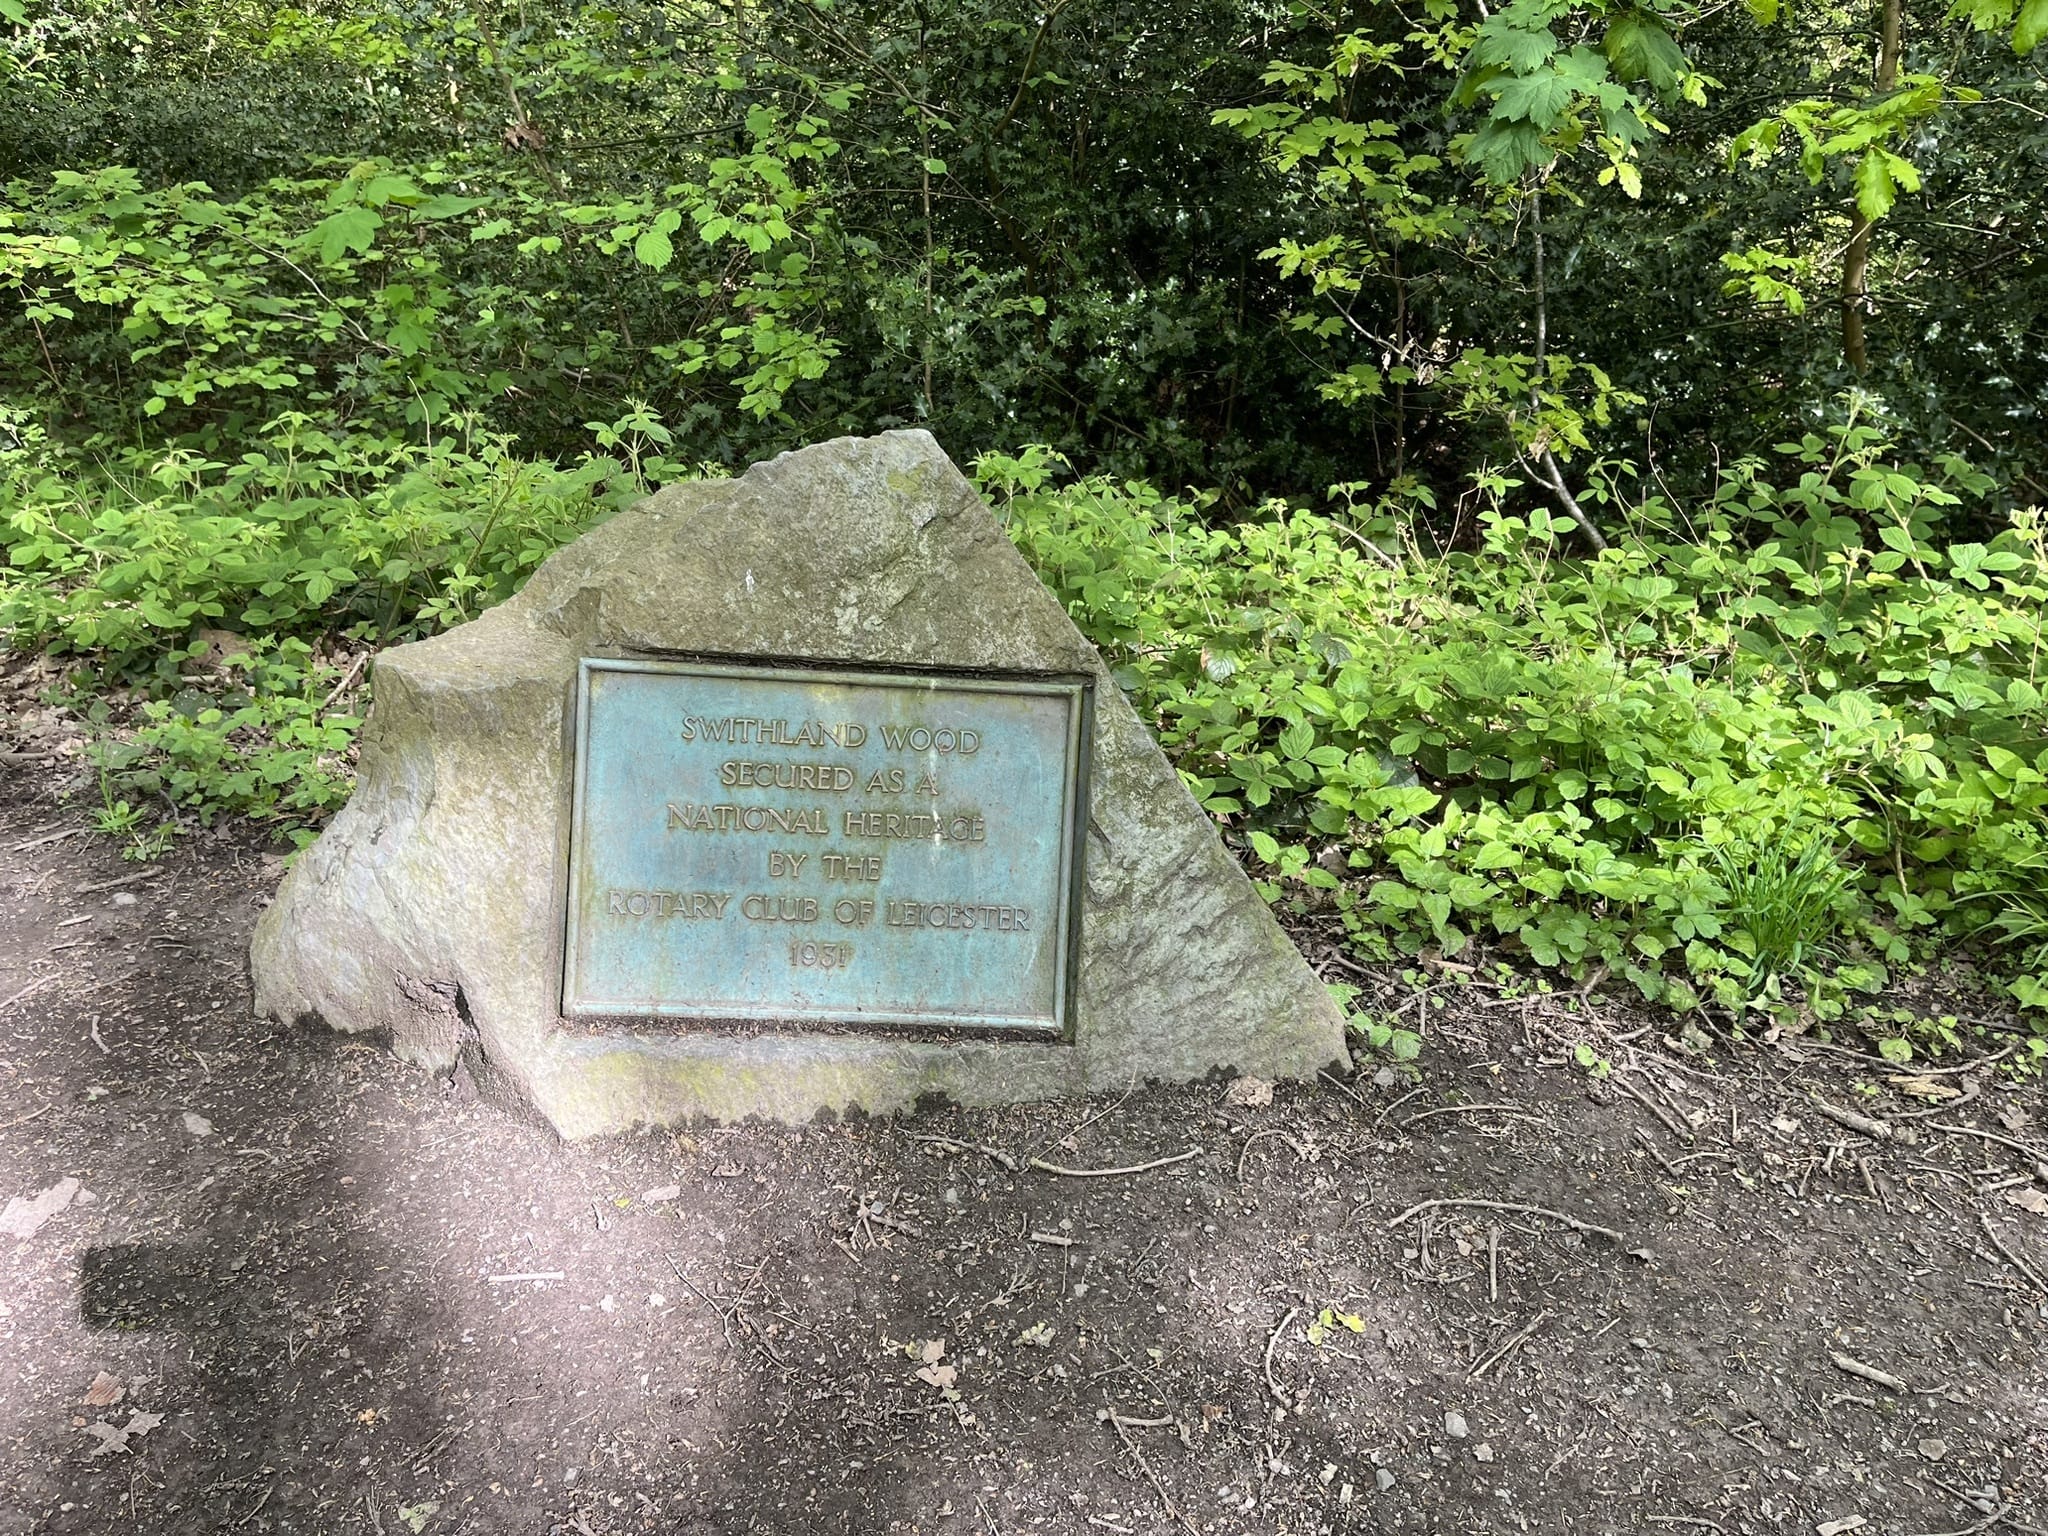 SWITHLAND WOOD
SECURED AS A
NATIONAL HERITAGE
BY THE
ROTARY CLUB OF LEICESTER
1931